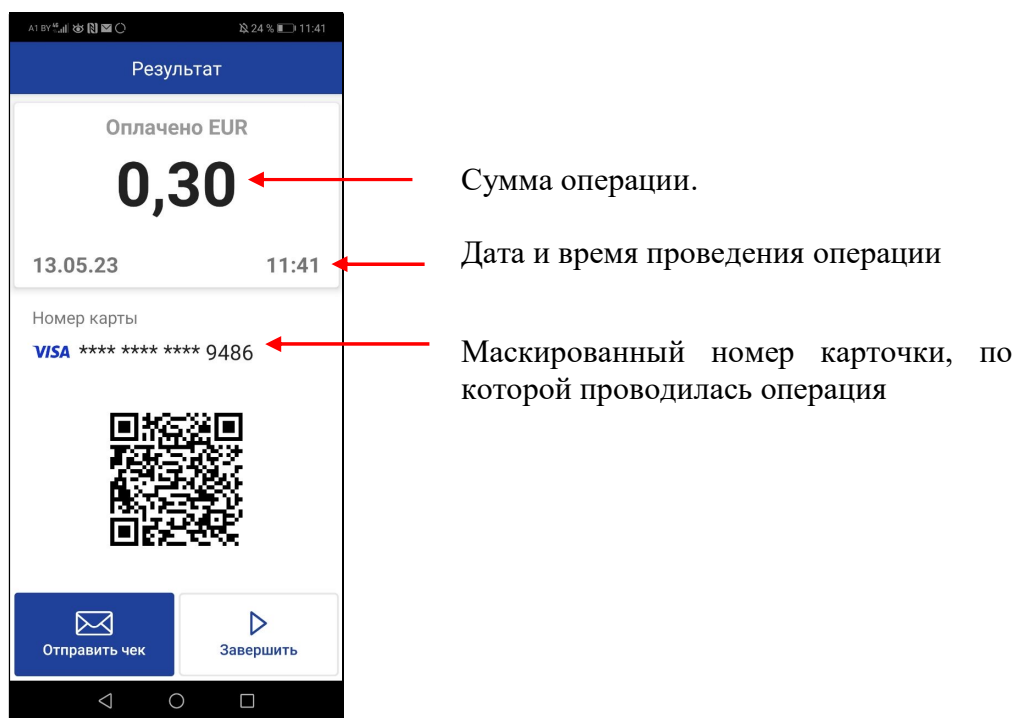 A1 BY 24 % 11:41
Результат
Оплачено EUR
0,30
Сумма операции.
13.05.23 11:41
Дата и время проведения операции
Номер карты
VISA **** **** **** 9486
Маскированный номер карточки, по
которой проводилась операция
Отправить чек Завершить